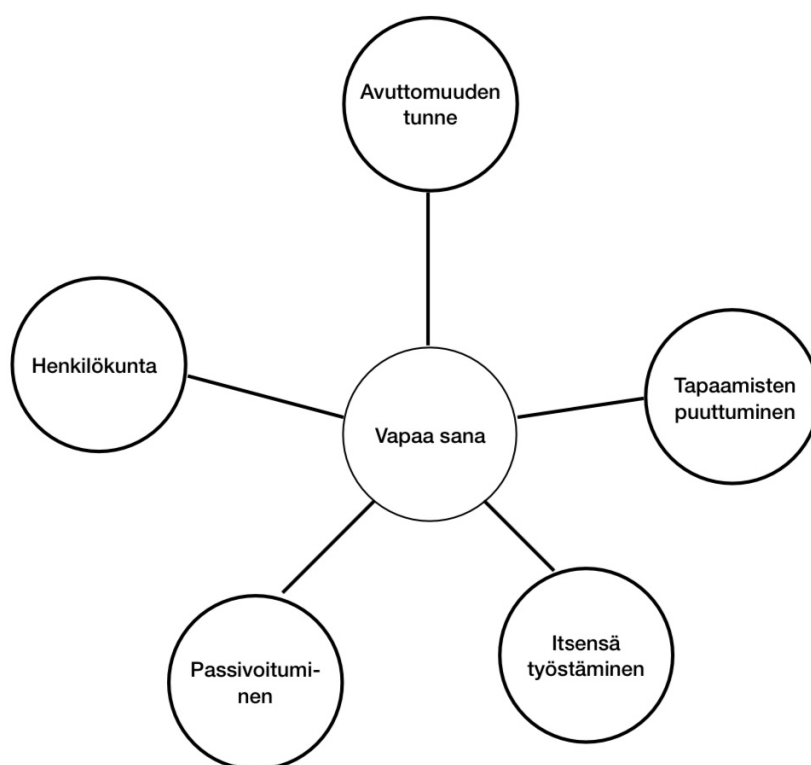 Avuttomuuden
tunne
Henkilökunta
Tapaamisten
puuttuminen
Vapaa sana
Passivoitumi-
nen
Itsensä
työstäminen